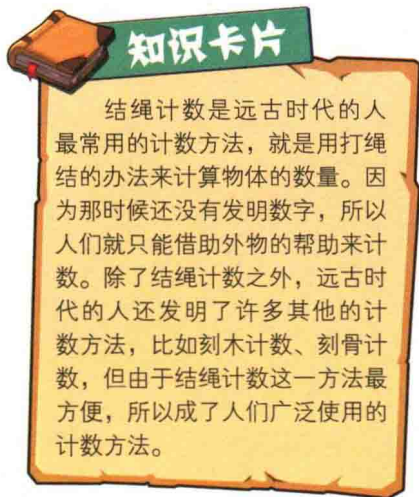 知识卡片
结绳计数是远古时代的人
最常用的计数方法，就是用打绳
结的办法来计算物体的数量。因
为那时候还没有发明数字，所以
人们就只能借助外物的帮助来计
数。除了结绳计数之外，远古时
代的人还发明了许多其他的计
数方法，比如刻木计数、刻骨计
数，但由于结绳计数这一方法最
方便，所以成了人们广泛使用的
计数方法。